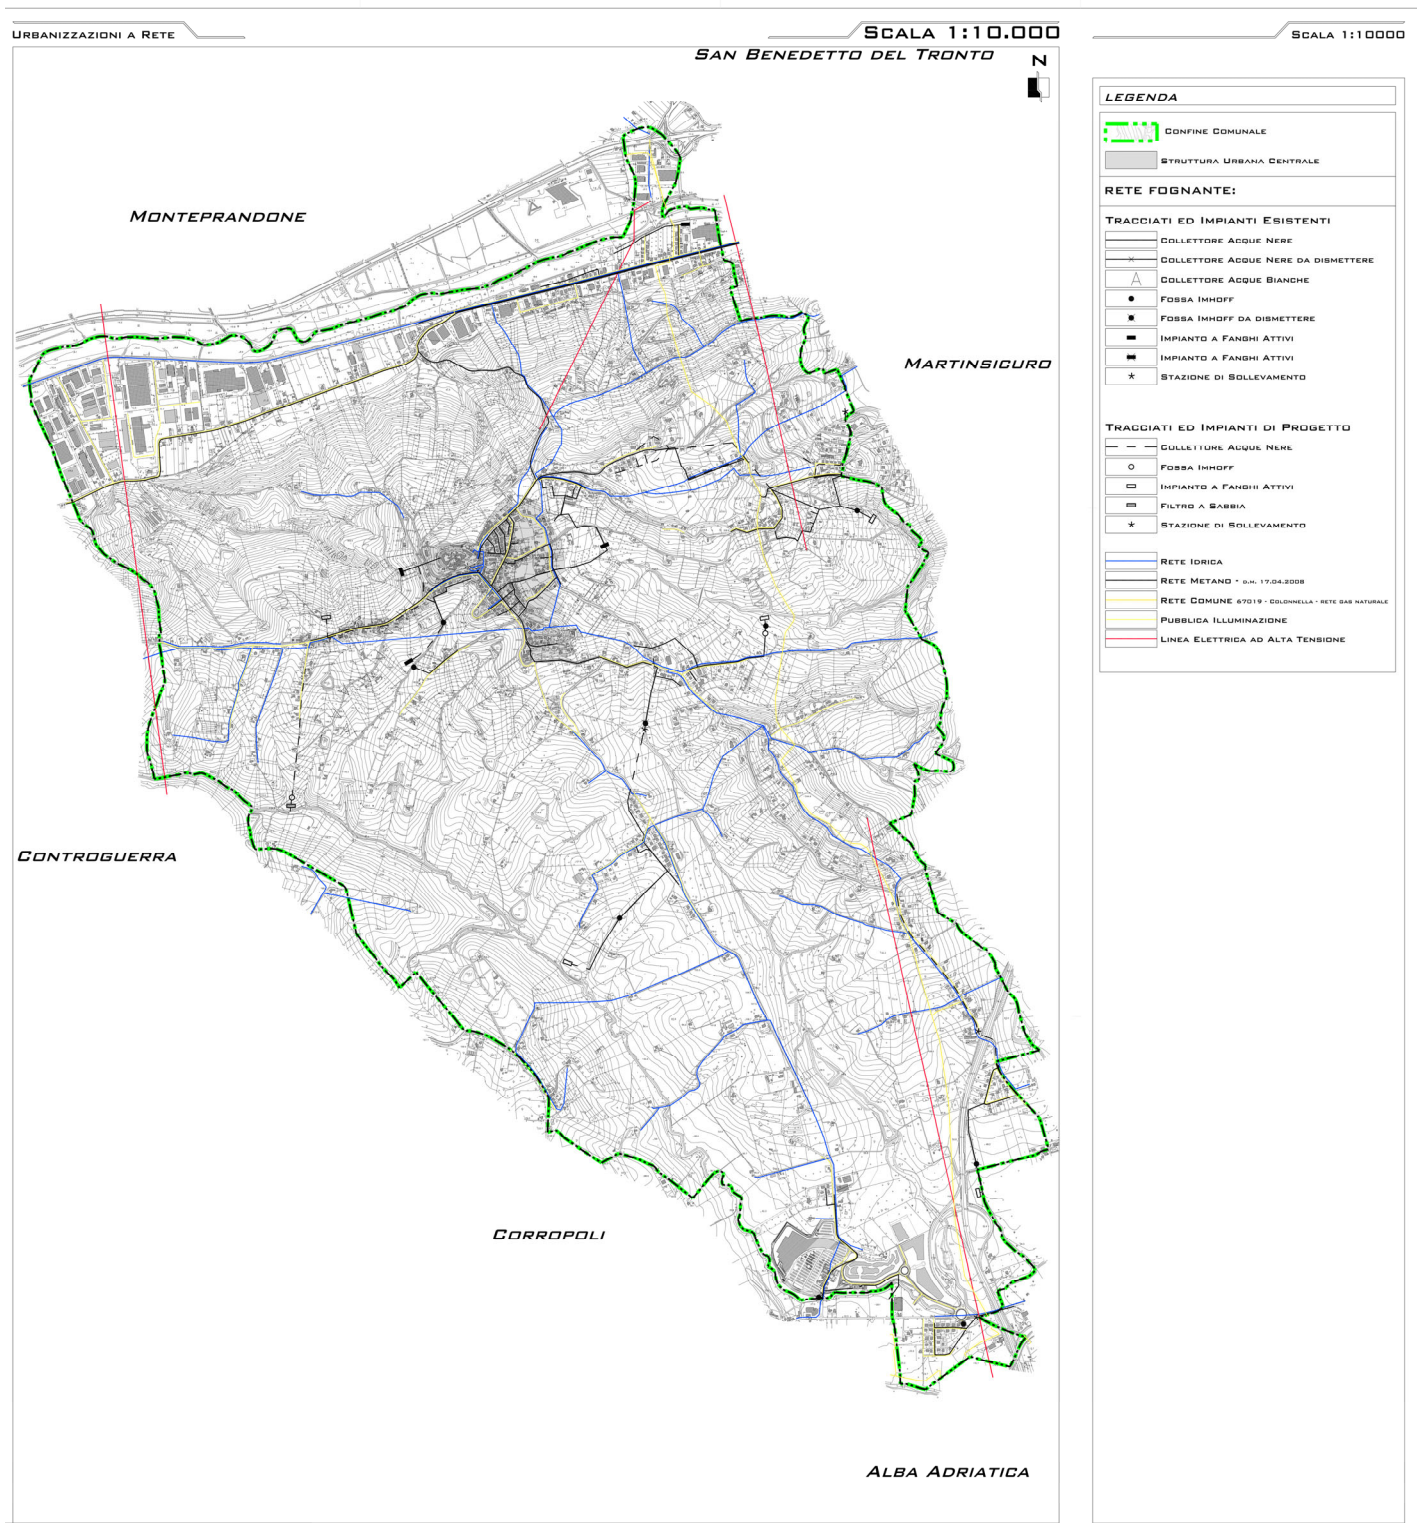 URBANIZZAZIONI A RETE
SCALA 1:10.000
SCALA 1:10000
SAN BENEDETTO DEL TRONTO
N
MONTEPRANDONE
MARTINSICURO
CONTROGUERRA
CORROPOLI
ALBA ADRIATICA
LEGENDA
CONFINE COMUNALE
STRUTTURA URBANA CENTRALE
RETE FOGNANTE:
TRACCIATI ED IMPIANTI ESISTENTI
COLLETTORE ACQUE NERE
COLLETTORE ACQUE NERE DA DISMETTERE
COLLETTORE ACQUE BIANCHE
FOSSA IMHOFF
FOSSA IMHOFF DA DISMETTERE
IMPIANTO A FANGHI ATTIVI
IMPIANTO A FANGHI ATTIVI
STAZIONE DI SOLLEVAMENTO
TRACCIATI ED IMPIANTI DI PROGETTO
COLLETTORE ACQUE NERE
FOSSA IMHOFF
IMPIANTO A FANGHI ATTIVI
FILTRO A SABBIA
STAZIONE DI SOLLEVAMENTO
RETE IDRICA
RETE METANO - D.M. 17.04.2008
RETE COMUNE 67019 - COLONNELLA - RETE GAS NATURALE
PUBBLICA ILLUMINAZIONE
LINEA ELETTRICA AD ALTA TENSIONE